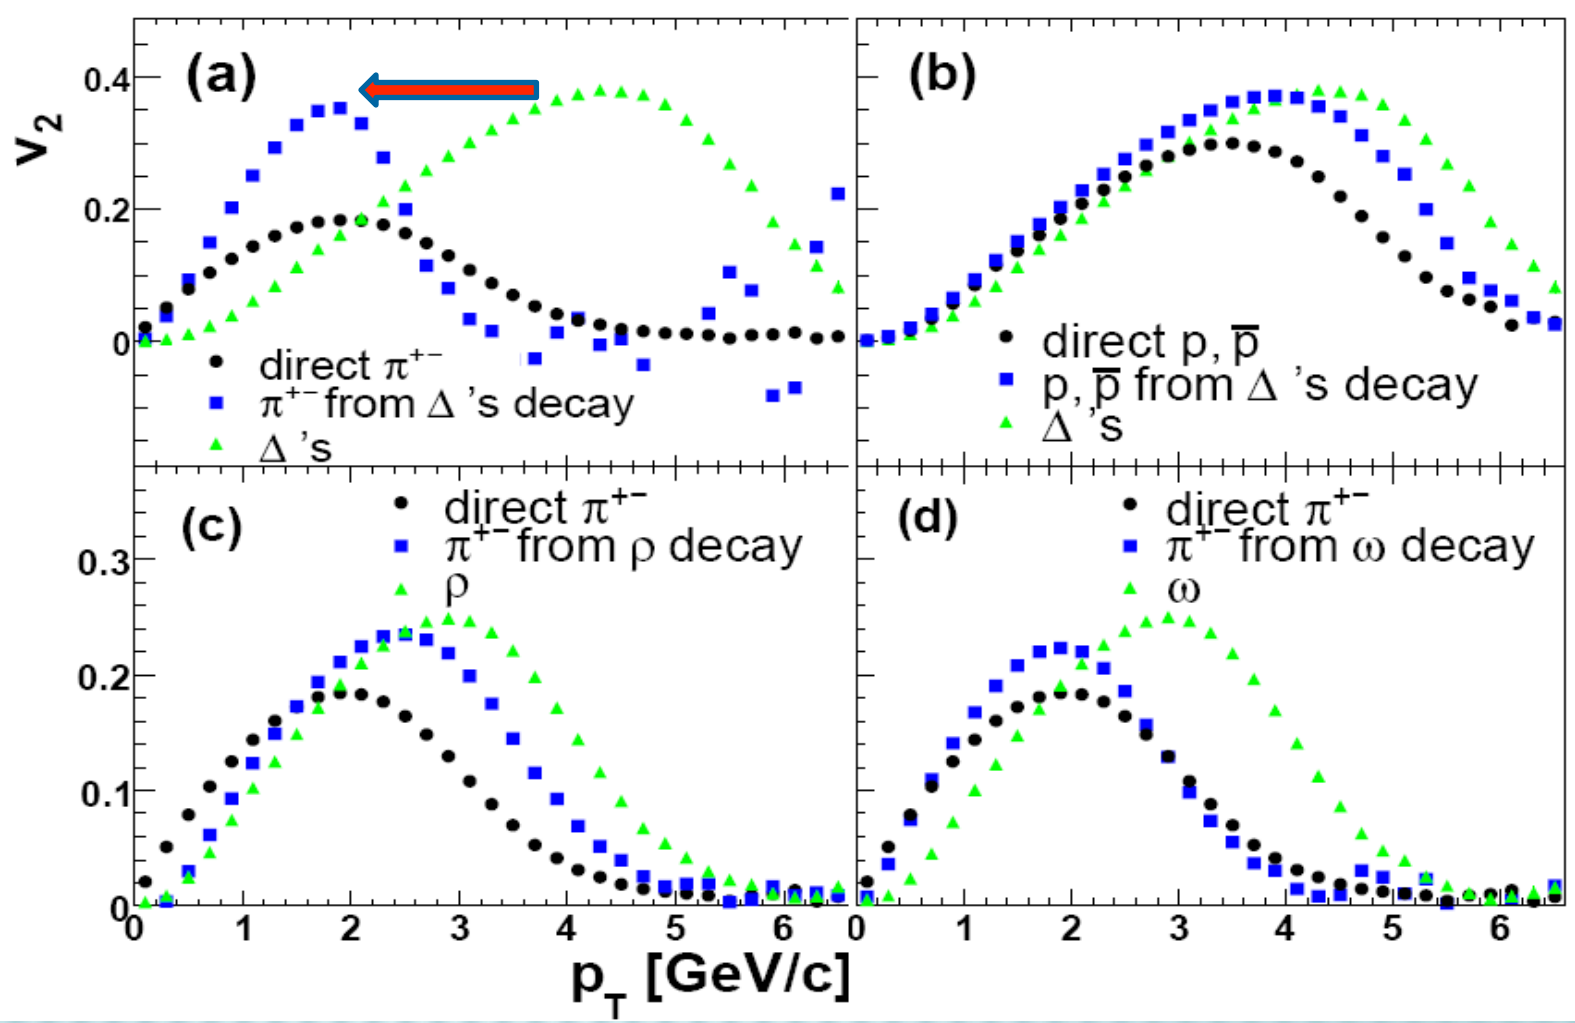 (a)
(b)
0.4
0.2
0
v₂
direct π⁺⁻
π⁺⁻ from Δ 's decay
Δ 's
direct p, p̅
p, p̅ from Δ 's decay
Δ 's
(c)
(d)
direct π⁺⁻
π⁺⁻ from ρ decay
ρ
direct π⁺⁻
π⁺⁻ from ω decay
ω
0.3
0.2
0.1
0
0 1 2 3 4 5 6
0 1 2 3 4 5 6
p_T [GeV/c]